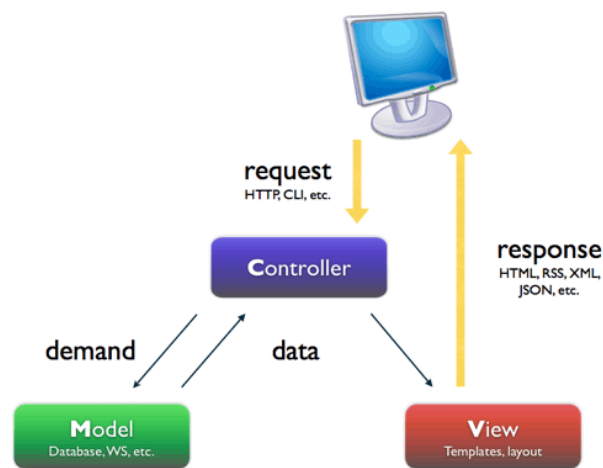 request
HTTP, CLI, etc.
Controller
response
HTML, RSS, XML,
JSON, etc.
demand
data
Model
Database, WS, etc.
View
Templates, layout